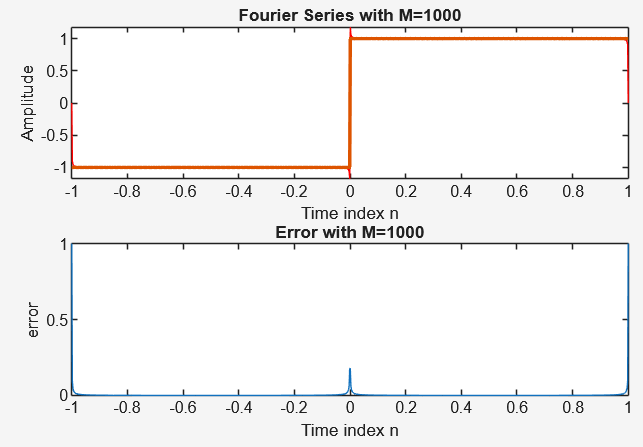 Fourier Series with M=1000
1
0.5
0
-0.5
-1
Amplitude
-1 -0.8 -0.6 -0.4 -0.2 0 0.2 0.4 0.6 0.8 1
Time index n
Error with M=1000
1
0.5
0
error
-1 -0.8 -0.6 -0.4 -0.2 0 0.2 0.4 0.6 0.8 1
Time index n